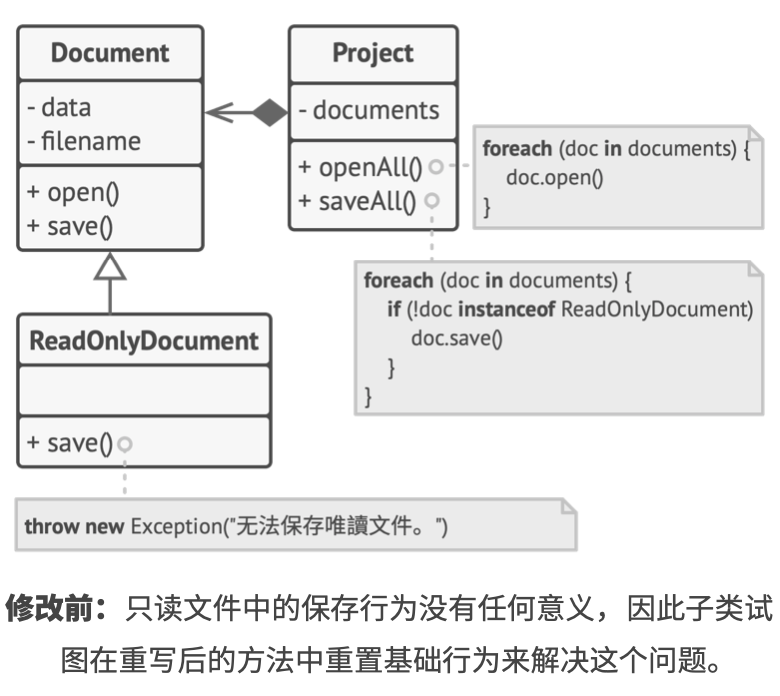 Document
- data
- filename
+ open()
+ save()
Project
- documents
+ openAll()
+ saveAll()
foreach (doc in documents) {
doc.open()
}
foreach (doc in documents) {
if (!doc instanceof ReadOnlyDocument)
doc.save()
}
}
ReadOnlyDocument
+ save()
throw new Exception("无法保存唯讀文件。")
修改前：只读文件中的保存行为没有任何意义，因此子类试
图在重写后的方法中重置基础行为来解决这个问题。